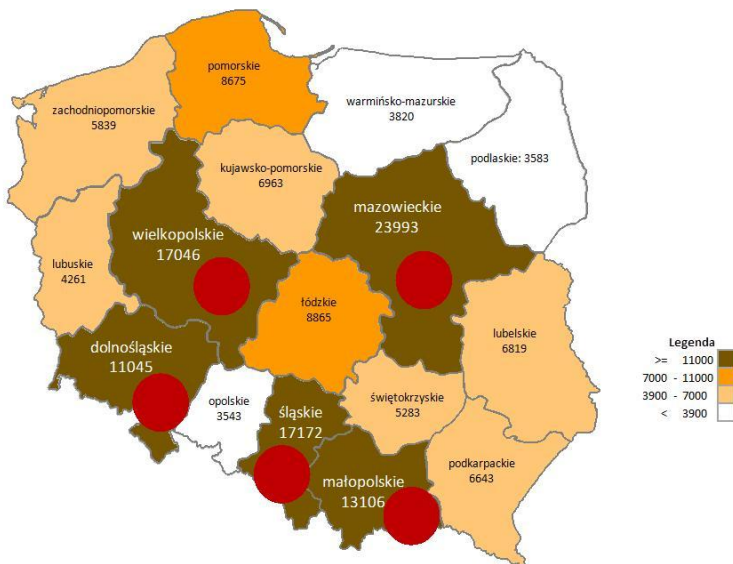 pomorskie
8675
warmińsko-mazurskie
3820
zachodniopomorskie
5839
podlaskie: 3583
kujawsko-pomorskie
6963
mazowieckie
23993
wielkopolskie
17046
lubuskie
4261
łódzkie
8865
lubelskie
6819
dolnośląskie
11045
opolskie
3543
śląskie
17172
świętokrzyskie
5283
podkarpackie
6643
małopolskie
13106
Legenda
>= 11000
7000 - 11000
3900 - 7000
< 3900